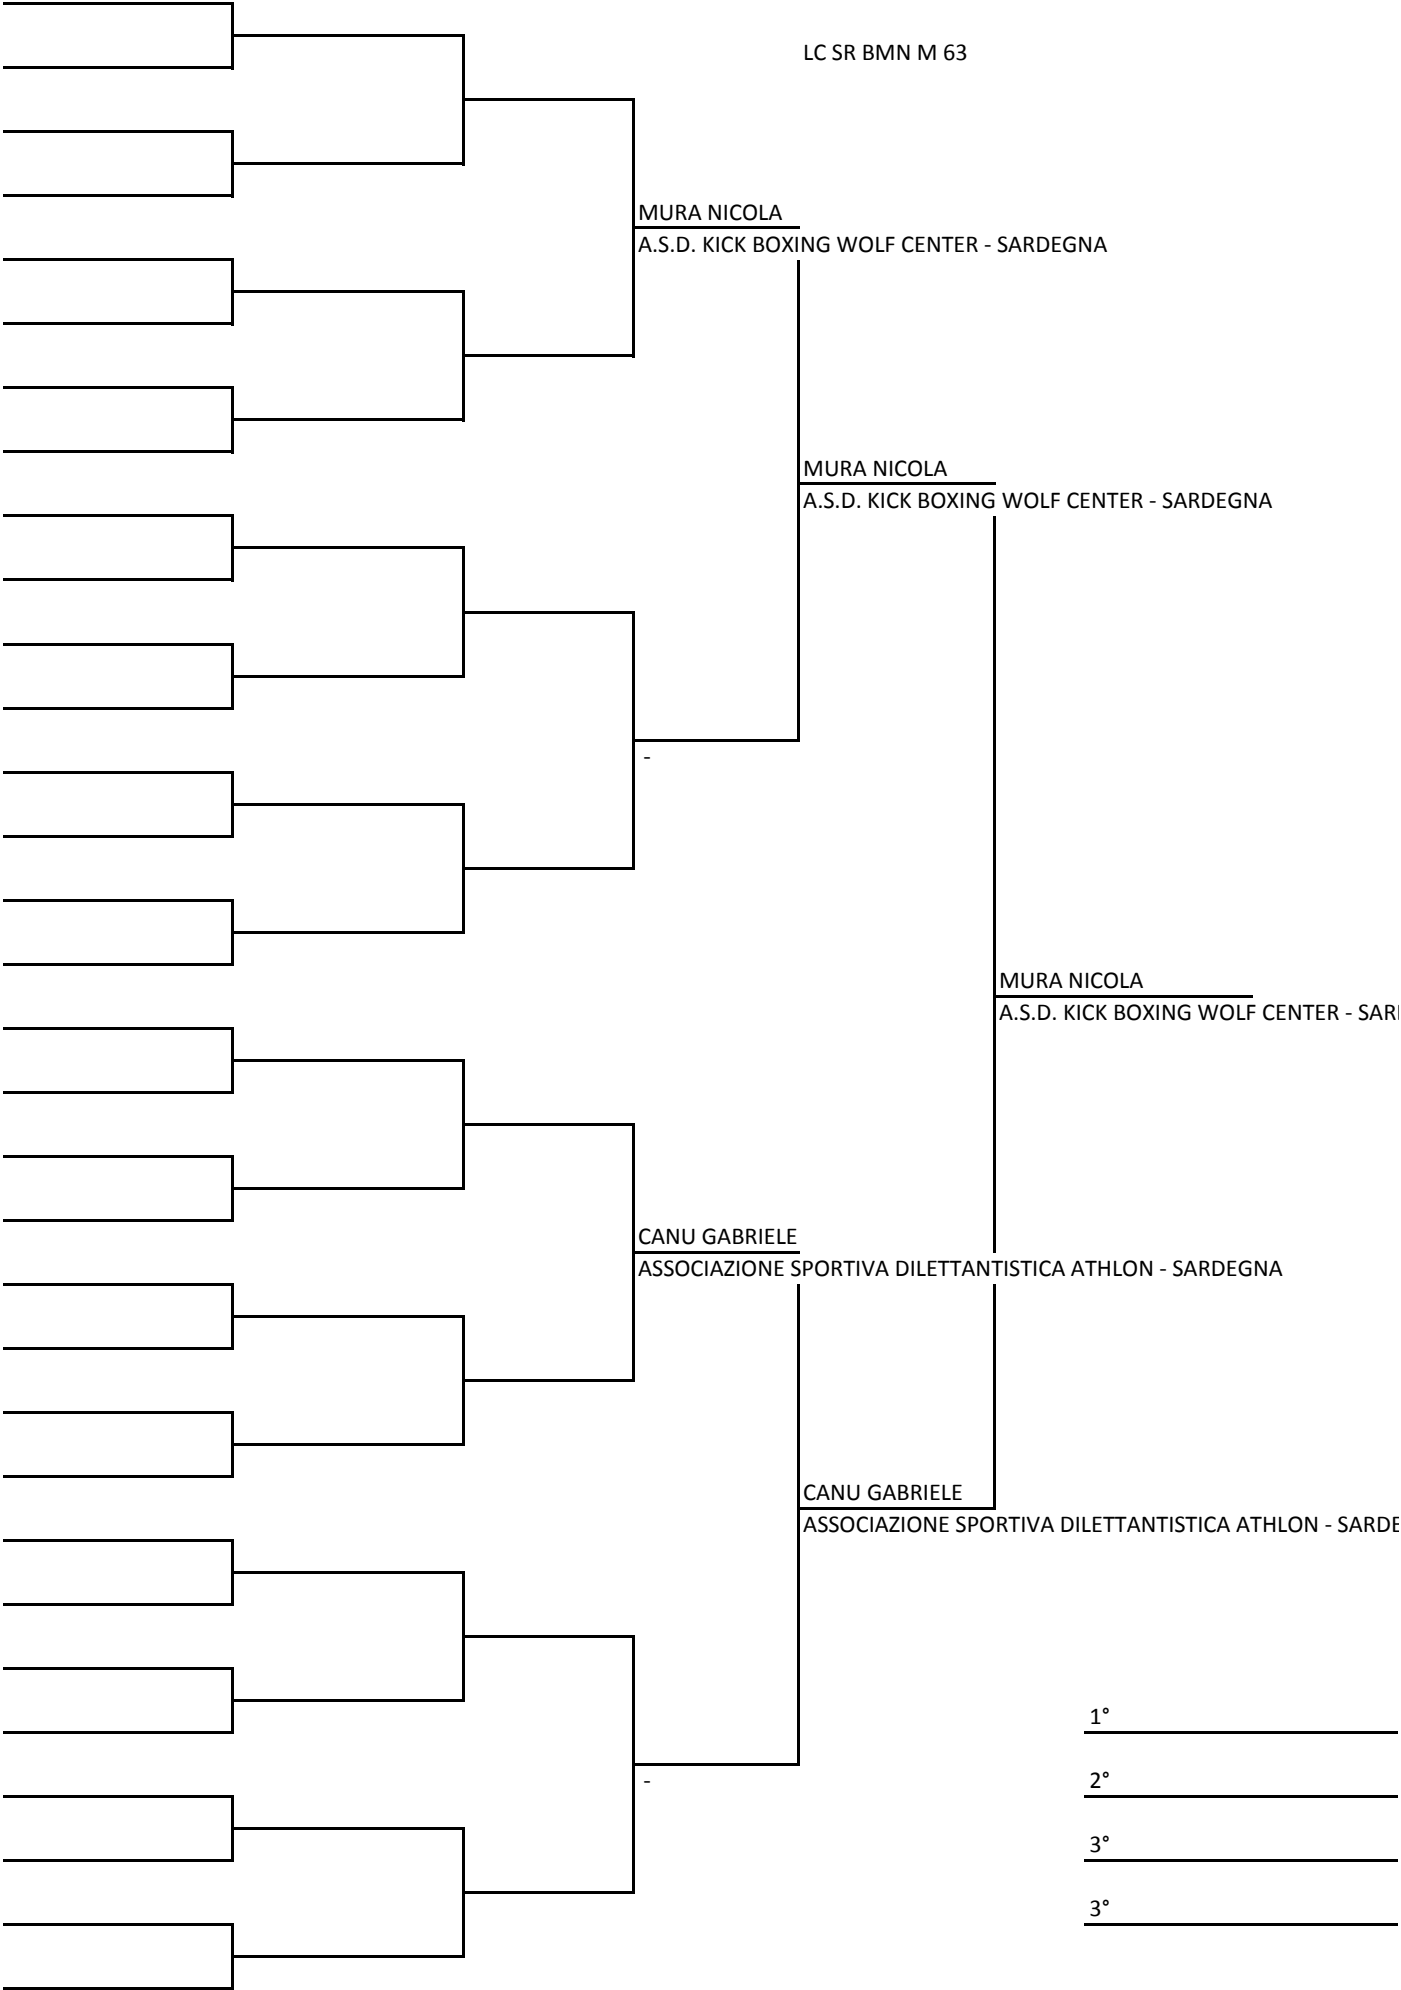 LC SR BMN M 63
MURA NICOLA
A.S.D. KICK BOXING WOLF CENTER - SARDEGNA
MURA NICOLA
A.S.D. KICK BOXING WOLF CENTER - SARDEGNA
-
MURA NICOLA
A.S.D. KICK BOXING WOLF CENTER - SARI
CANU GABRIELE
ASSOCIAZIONE SPORTIVA DILETTANTISTICA ATHLON - SARDEGNA
CANU GABRIELE
ASSOCIAZIONE SPORTIVA DILETTANTISTICA ATHLON - SARDE
1°
-
2°
3°
3°